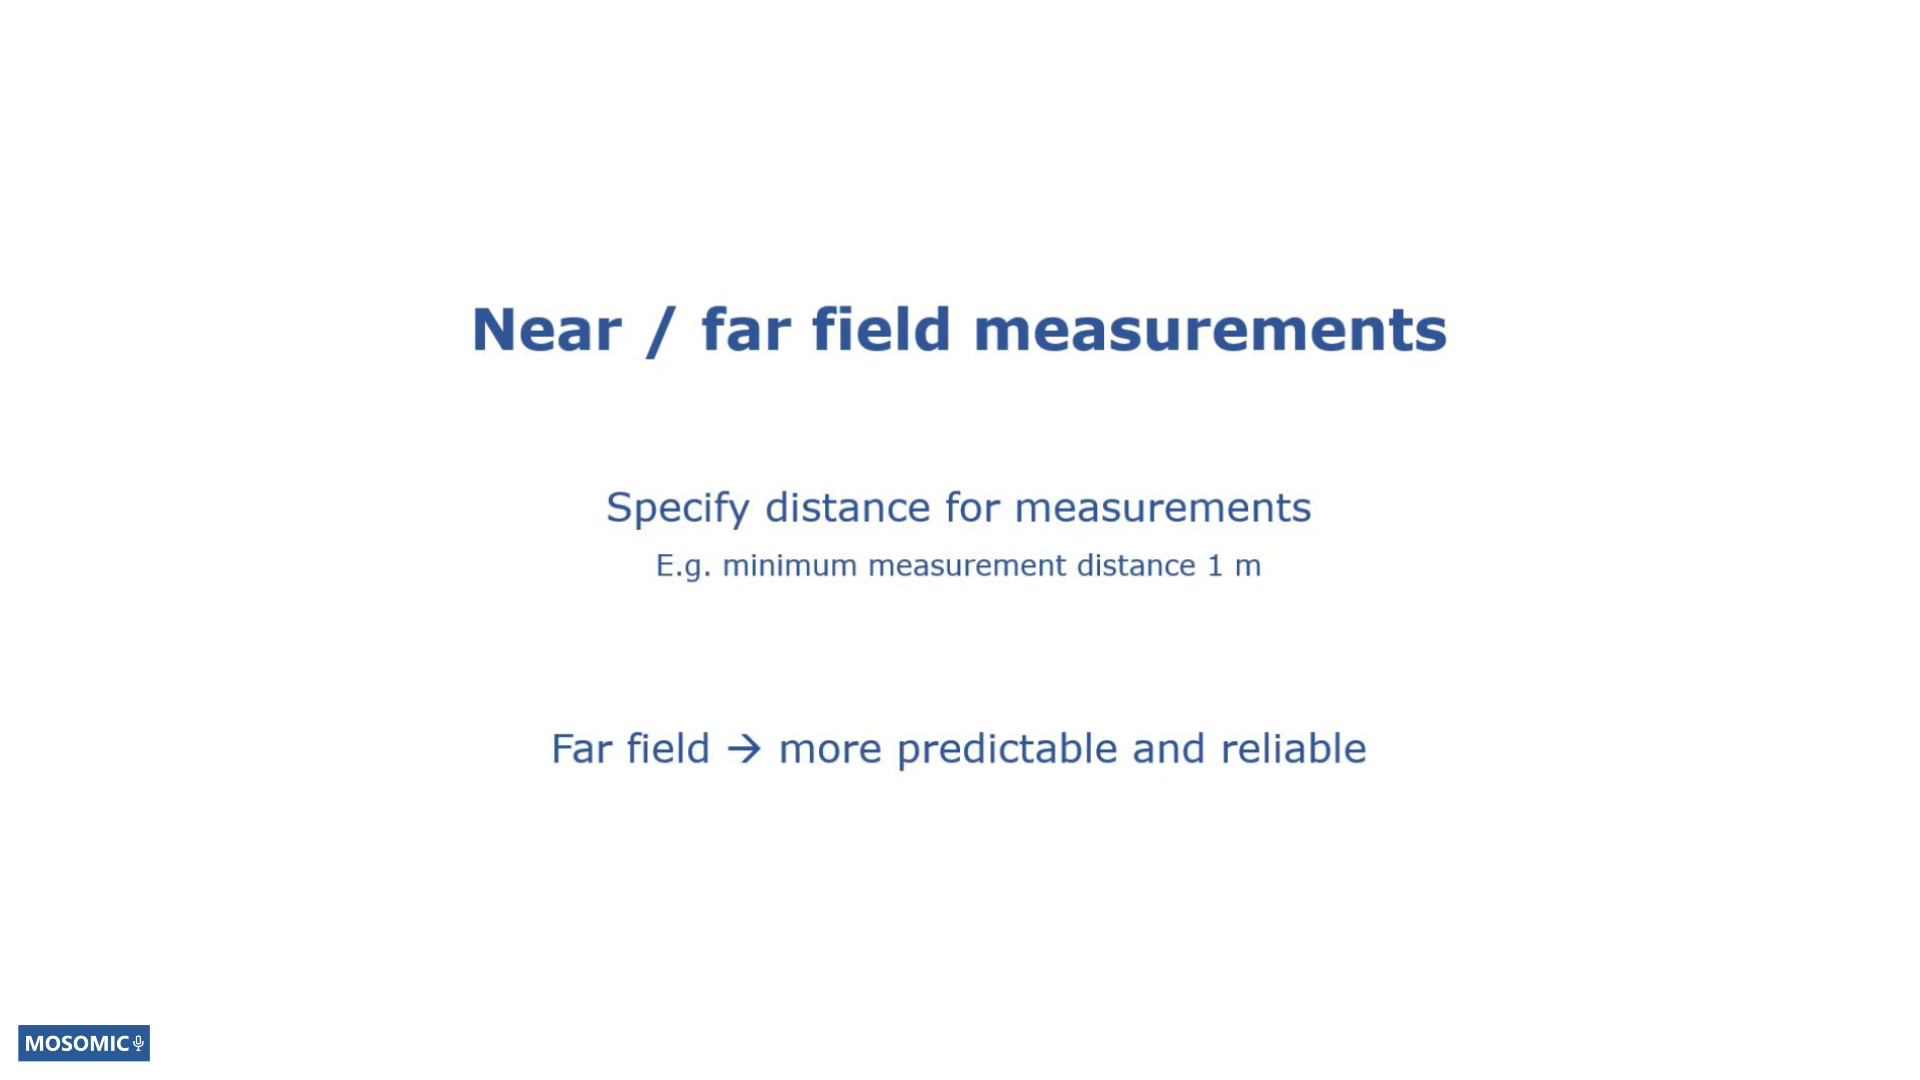 Near / far field measurements
Specify distance for measurements
E.g. minimum measurement distance 1 m
Far field → more predictable and reliable
MOSOMIC